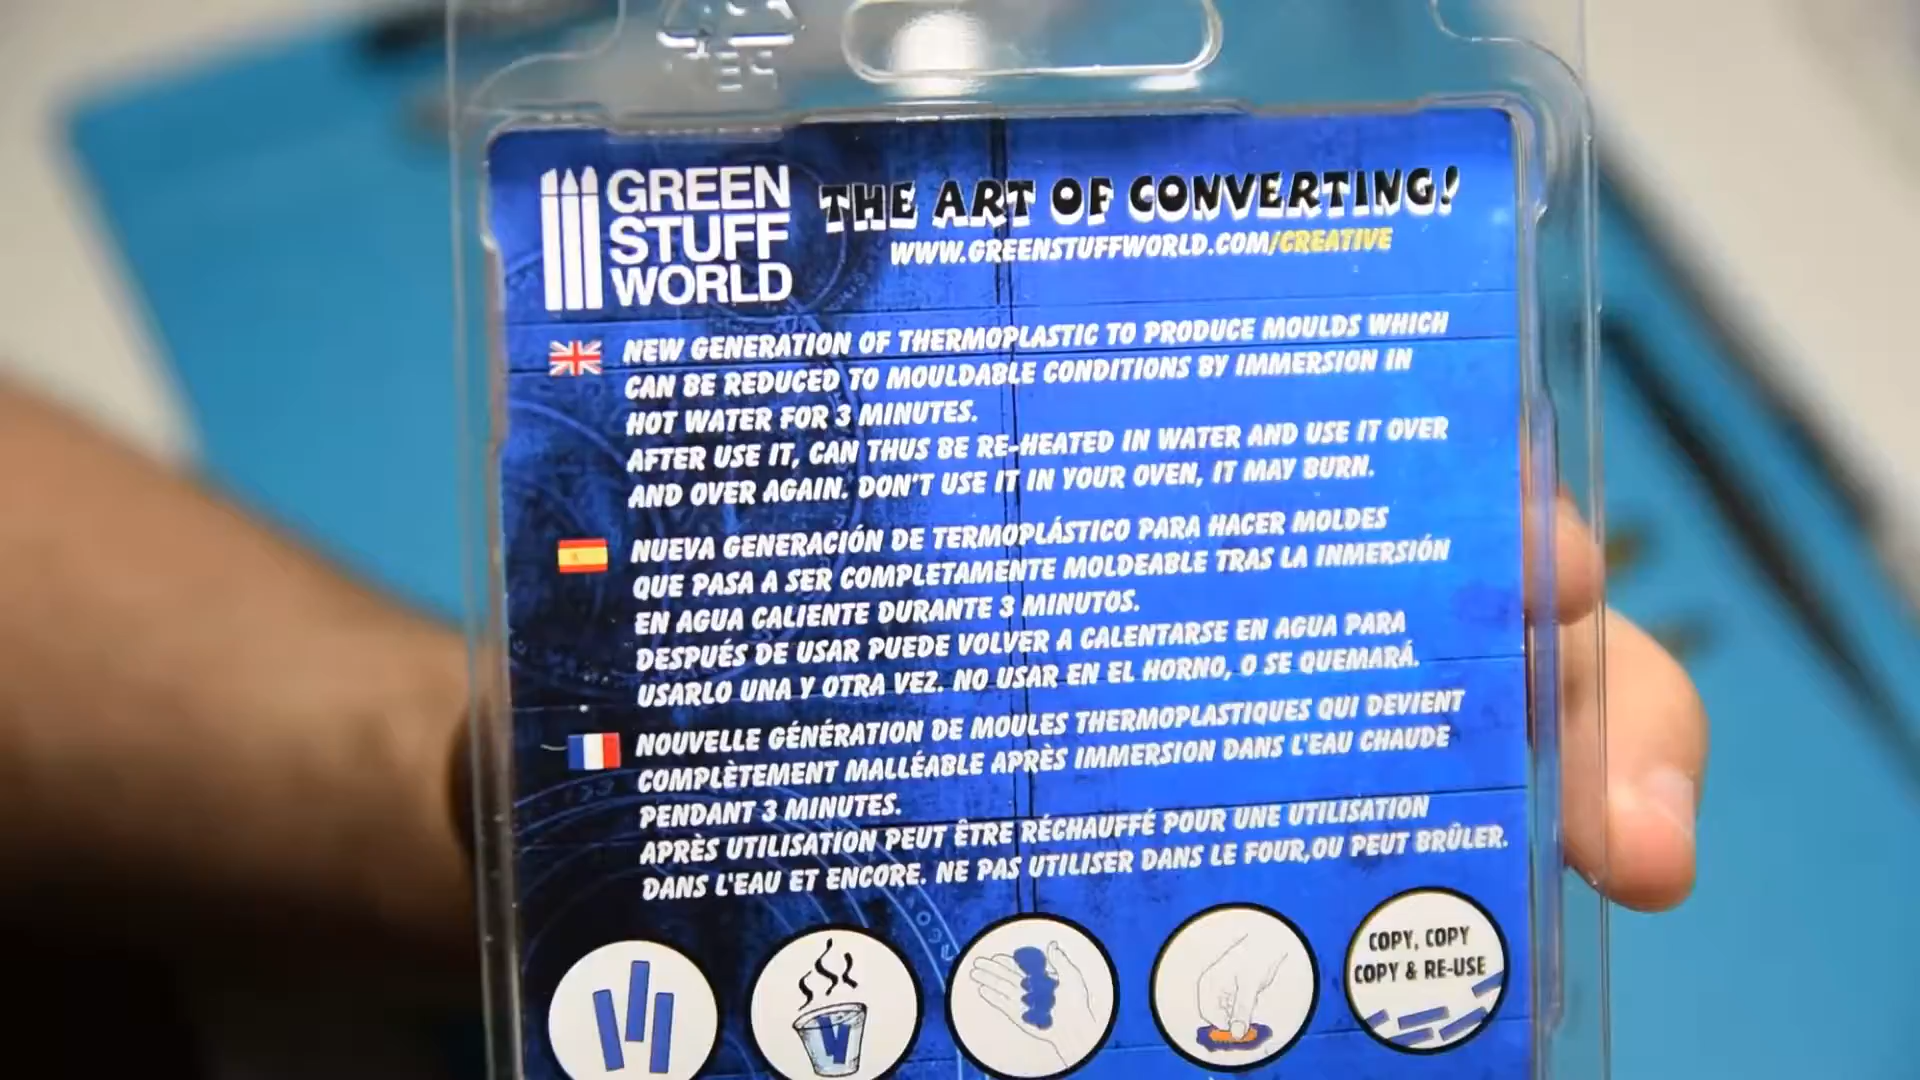 GREEN
STUFF
WORLD
THE ART OF CONVERTING!
WWW.GREENSTUFFWORLD.COM/CREATIVE
NEW GENERATION OF THERMOPLASTIC TO PRODUCE MOULDS WHICH
CAN BE REDUCED TO MOULDABLE CONDITIONS BY IMMERSION IN
HOT WATER FOR 3 MINUTES.
AFTER USE IT, CAN THUS BE RE-HEATED IN WATER AND USE IT OVER
AND OVER AGAIN. DON'T USE IT IN YOUR OVEN, IT MAY BURN.
NUEVA GENERACIÓN DE TERMOPLÁSTICO PARA HACER MOLDES
QUE PASA A SER COMPLETAMENTE MOLDEABLE TRAS LA INMERSIÓN
EN AGUA CALIENTE DURANTE 3 MINUTOS.
DESPUÉS DE USAR PUEDE VOLVER A CALENTARSE EN AGUA PARA
USARLO UNA Y OTRA VEZ. NO USAR EN EL HORNO, O SE QUEMARÁ.
NOUVELLE GÉNÉRATION DE MOULES THERMOPLASTIQUES QUI DEVIENT
COMPLÈTEMENT MALLÉABLE APRÈS IMMERSION DANS L'EAU CHAUDE
PENDANT 3 MINUTES.
APRÈS UTILISATION PEUT ÊTRE RÉCHAUFFÉ POUR UNE UTILISATION
DANS L'EAU ET ENCORE. NE PAS UTILISER DANS LE FOUR,OU PEUT BRÛLER.
COPY, COPY
COPY & RE-USE